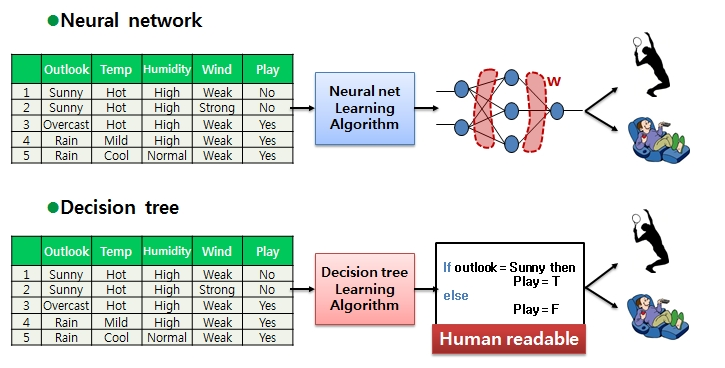 Neural network
Outlook Temp Humidity Wind Play
1 Sunny Hot High Weak No
2 Sunny Hot High Strong No
3 Overcast Hot High Weak Yes
4 Rain Mild High Weak Yes
5 Rain Cool Normal Weak Yes
Neural net
Learning
Algorithm
w
Decision tree
Outlook Temp Humidity Wind Play
1 Sunny Hot High Weak No
2 Sunny Hot High Strong No
3 Overcast Hot High Weak Yes
4 Rain Mild High Weak Yes
5 Rain Cool Normal Weak Yes
Decision tree
Learning
Algorithm
If outlook = Sunny then
Play = T
else
Play = F
Human readable